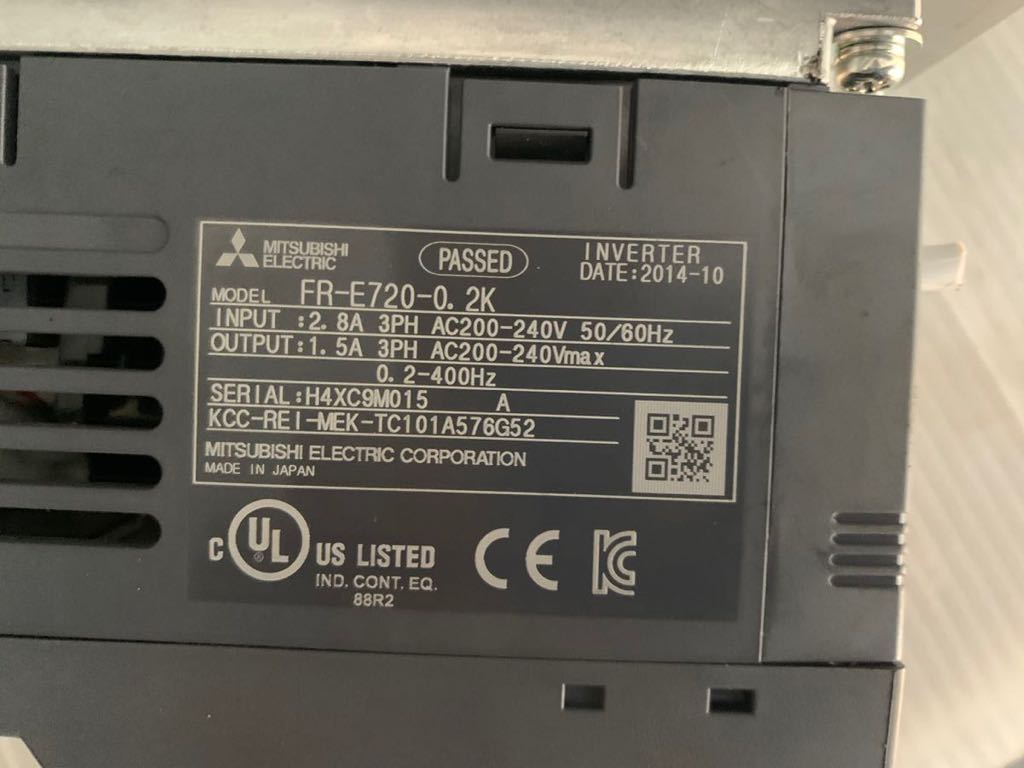 MITSUBISHI
ELECTRIC
PASSED
INVERTER
DATE:2014-10
MODEL FR-E720-0.2K
INPUT :2.8A 3PH AC200-240V 50/60Hz
OUTPUT:1.5A 3PH AC200-240Vmax
0.2-400Hz
SERIAL:H4XC9M015 A
KCC-REI-MEK-TC101A576G52
MITSUBISHI ELECTRIC CORPORATION
MADE IN JAPAN
C UL ® US LISTED
IND. CONT. EQ.
88R2
CE
KC